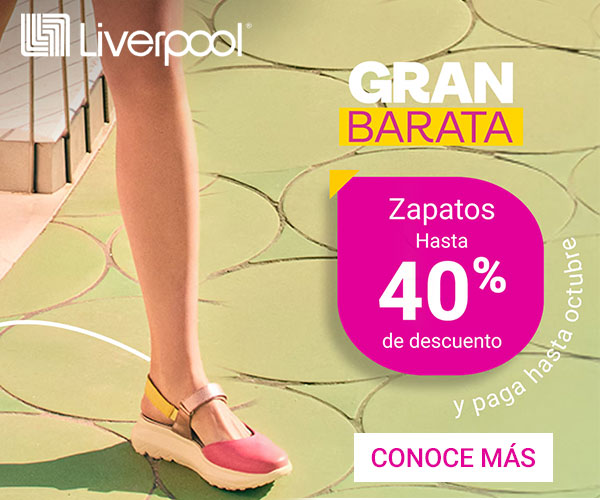 Liverpool®
GRAN
BARATA
Zapatos
Hasta
40%
de descuento
y paga hasta octubre
CONOCE MÁS